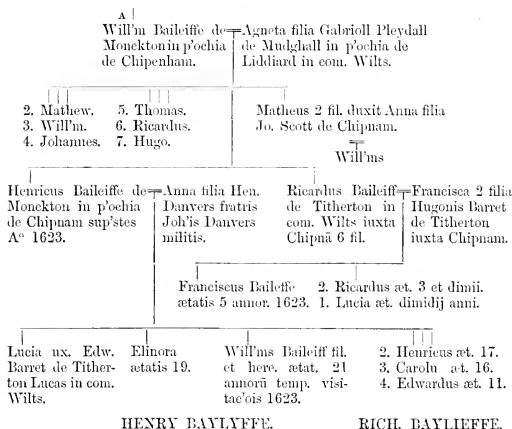 A
Will'm Baileiffe de Monckton in p'ochia de Chipenham.
Agneta filia Gabrioll Pleydall de Mudghall in p'ochia de Liddiard in com. Wilts.
2. Mathew.
3. Will'm.
4. Johannes.
5. Thomas.
6. Ricardus.
7. Hugo.
Matheus 2 fil. duxit Anna filia
Jo. Scott de Chipnam.
Will'ms
Henricus Baileiffe de
Monckton in p'ochia
de Chipnam sup'stes
Aº 1623.
Anna filia Hen.
Danvers fratris
Joh'is Danvers
militis.
Ricardus Baileiff
de Titherton in
com. Wilts iuxta
Chipnā 6 fil.
Francisca 2 filia
Hugonis Barret
de Titherton
iuxta Chipnam.
Franciscus Baileffe
ætatis 5 annor. 1623.
2. Ricardus æt. 3 et dimii.
1. Lucia æt. dimidij anni.
Lucia ux. Edw.
Barret de Tither-
ton Lucas in com.
Wilts.
Elinora
ætatis 19.
Will'ms Baileiff fil.
et here. ætat. 21
annorū temp. visi-
tac'ois 1623.
2. Henricus æt. 17.
3. Carolu æt. 16.
4. Edwardus æt. 11.
HENRY BAYLYFFE.
RICH. BAYLIEFFE.